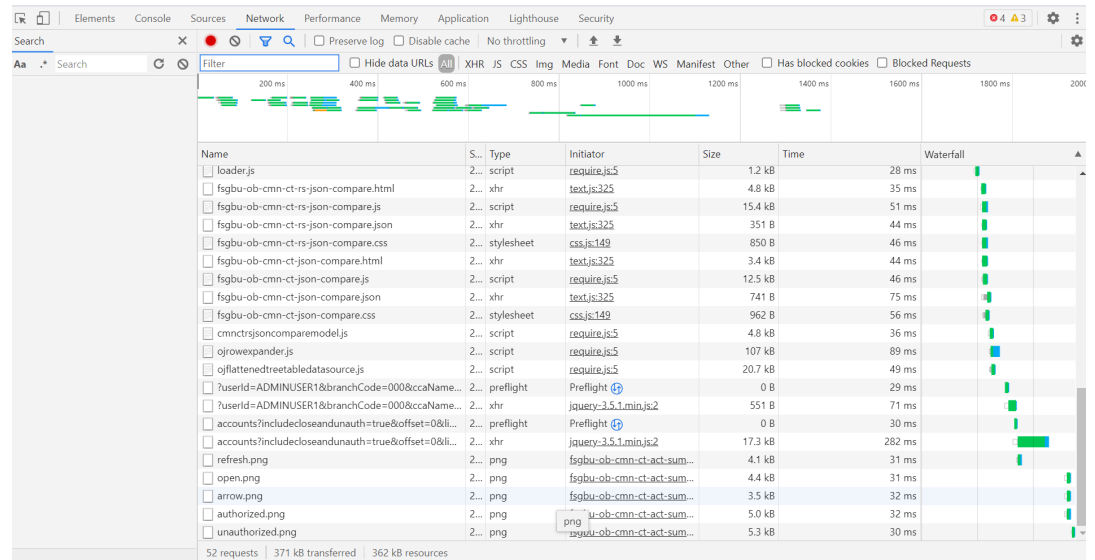 Elements Console Sources Network Performance Memory Application Lighthouse Security 4 3
Search Preserve log Disable cache No throttling
Aa .* Search Filter Hide data URLs All XHR JS CSS Img Media Font Doc WS Manifest Other Has blocked cookies Blocked Requests
200 ms 400 ms 600 ms 800 ms 1000 ms 1200 ms 1400 ms 1600 ms 1800 ms 2000
Name S... Type Initiator Size Time Waterfall
loader.js 2... script require.js:5 1.2 kB 28 ms
fsgbu-ob-cmn-ct-rs-json-compare.html 2... xhr text.js:325 4.8 kB 35 ms
fsgbu-ob-cmn-ct-rs-json-compare.js 2... script require.js:5 15.4 kB 51 ms
fsgbu-ob-cmn-ct-rs-json-compare.json 2... xhr text.js:325 351 B 44 ms
fsgbu-ob-cmn-ct-rs-json-compare.css 2... stylesheet css.js:149 850 B 46 ms
fsgbu-ob-cmn-ct-json-compare.html 2... xhr text.js:325 3.4 kB 44 ms
fsgbu-ob-cmn-ct-json-compare.js 2... script require.js:5 12.5 kB 46 ms
fsgbu-ob-cmn-ct-json-compare.json 2... xhr text.js:325 741 B 75 ms
fsgbu-ob-cmn-ct-json-compare.css 2... stylesheet css.js:149 962 B 56 ms
cmnctrsjsoncomparemodel.js 2... script require.js:5 4.8 kB 36 ms
ojrowexpander.js 2... script require.js:5 107 kB 89 ms
ojflattenedtreetabledatasource.js 2... script require.js:5 20.7 kB 49 ms
?userId=ADMINUSER1&branchCode=000&ccaName... 2... preflight Preflight 0 B 29 ms
?userId=ADMINUSER1&branchCode=000&ccaName... 2... xhr jquery-3.5.1.min.js:2 551 B 71 ms
accounts?includecloseandunauth=true&offset=0&li... 2... preflight Preflight 0 B 30 ms
accounts?includecloseandunauth=true&offset=0&li... 2... xhr jquery-3.5.1.min.js:2 17.3 kB 282 ms
refresh.png 2... png fsgbu-ob-cmn-ct-act-sum... 4.1 kB 31 ms
open.png 2... png fsgbu-ob-cmn-ct-act-sum... 4.4 kB 31 ms
arrow.png 2... png fsgbu-ob-cmn-ct-act-sum... 3.5 kB 32 ms
authorized.png 2... png fsgbu-ob-cmn-ct-act-sum... 5.0 kB 32 ms
png
unauthorized.png 2... png fsgbu-ob-cmn-ct-act-sum... 5.3 kB 30 ms
52 requests 371 kB transferred 362 kB resources